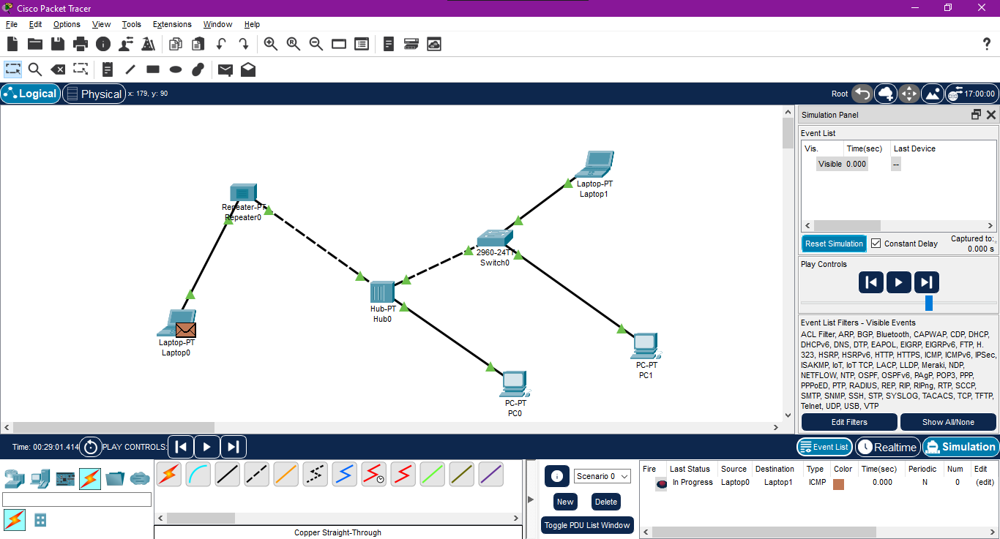 Cisco Packet Tracer
File Edit Options View Tools Extensions Window Help
Logical Physical x: 179, y: 90 Root 17:00:00
Simulation Panel
Event List
Vis. Time(sec) Last Device
Visible 0.000 --
Reset Simulation Constant Delay Captured to:
0.000 s
Play Controls
Event List Filters - Visible Events
ACL Filter, ARP, BGP, Bluetooth, CAPWAP, CDP, DHCP,
DHCPv6, DNS, DTP, EAPOL, EIGRP, EIGRPv6, FTP, H.
323, HSRP, HSRPv6, HTTP, HTTPS, ICMP, ICMPv6, IPSec,
ISAKMP, IoT, IoT TCP, LACP, LLDP, Meraki, NDP,
NETFLOW, NTP, OSPF, OSPFv6, PAgP, POP3, PPP,
PPPoED, PTP, RADIUS, REP, RIP, RIPng, RTP, SCCP,
SMTP, SNMP, SSH, STP, SYSLOG, TACACS, TCP, TFTP,
Telnet, UDP, USB, VTP
Edit Filters Show All/None
Laptop-PT
Laptop1
Repeater-PT
Repeater0
2960-24TT
Switch0
Hub-PT
Hub0
Laptop-PT
Laptop0
PC-PT
PC1
PC-PT
PC0
Time: 00:29:01.414 PLAY CONTROLS: Event List Realtime Simulation
Scenario 0
New Delete
Toggle PDU List Window
Fire Last Status Source Destination Type Color Time(sec) Periodic Num Edit
In Progress Laptop0 Laptop1 ICMP 0.000 N 0 (edit)
Copper Straight-Through